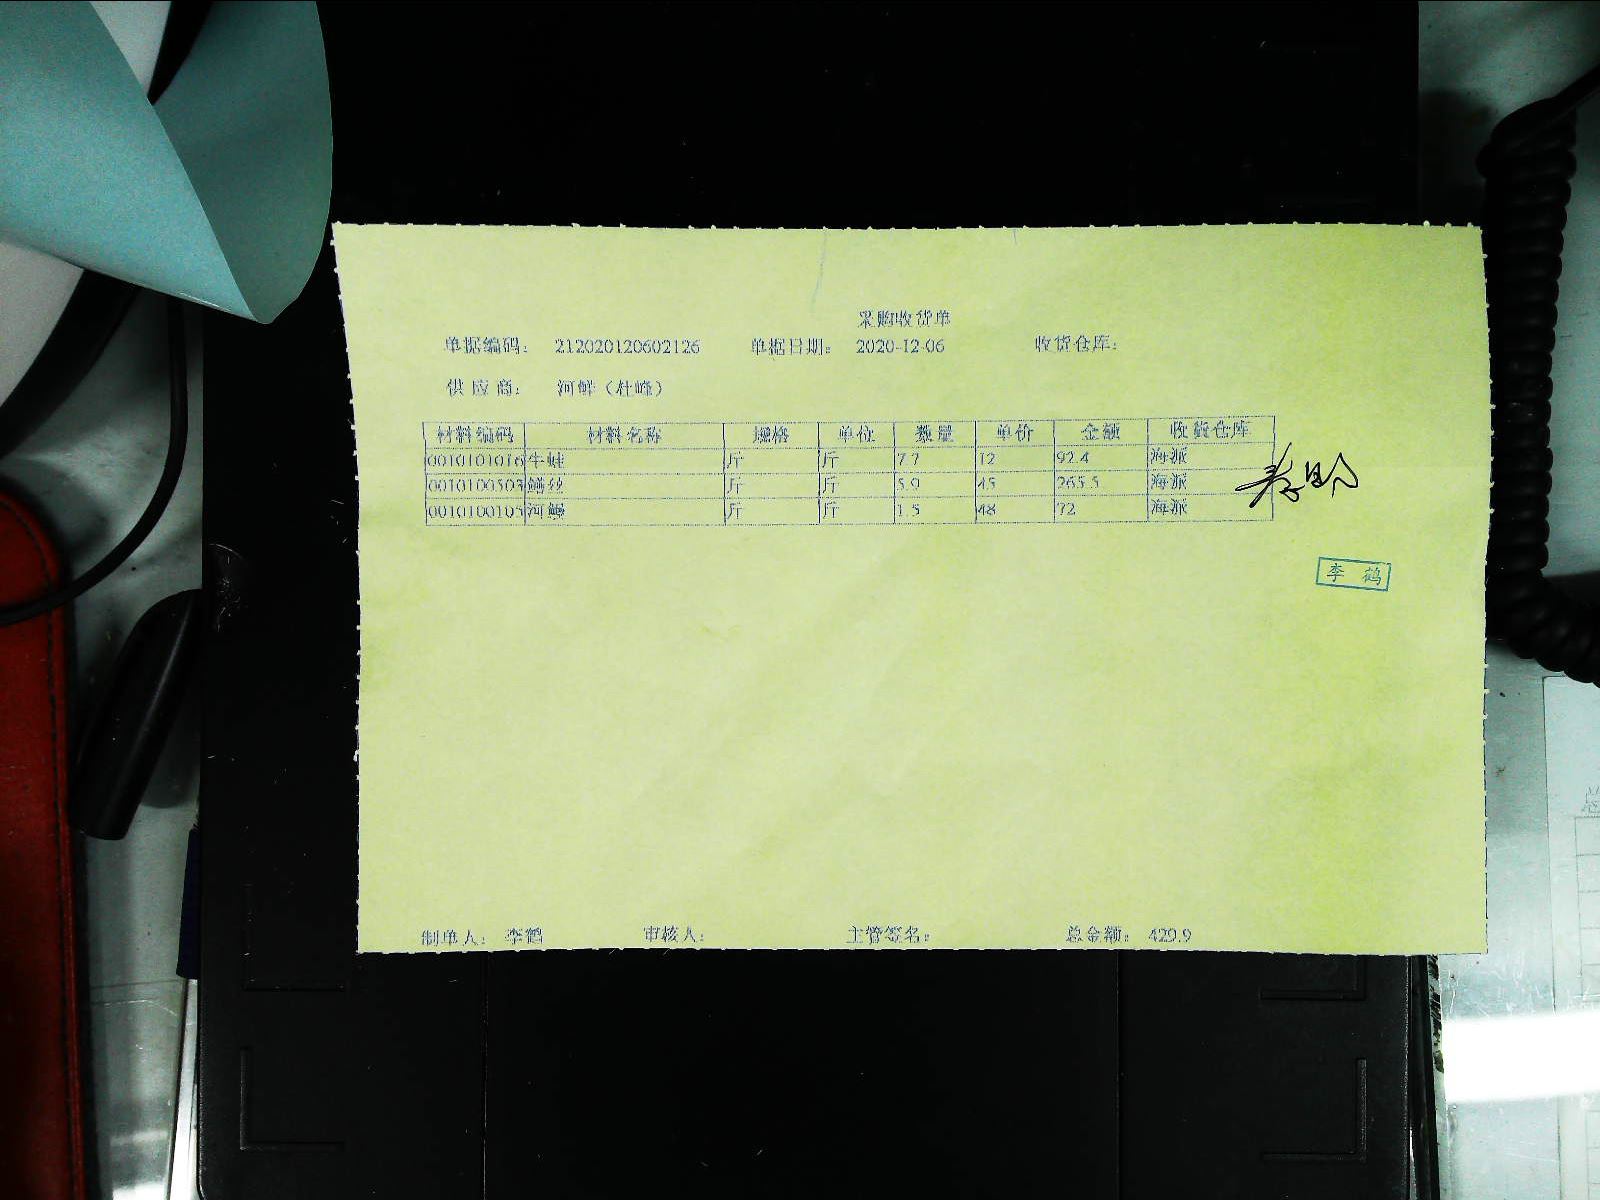 采购收货单
单据编码: 212020120602126 单据日期: 2020-12-06 收货仓库:
供应商: 河鲜（杜峰）
材料编码 材料名称 规格 单位 数量 单价 金额 收货仓库
0010101016 牛蛙 斤 斤 7.7 12 92.4 海派
0010100503 鳝丝 斤 斤 5.9 45 265.5 海派
0010100105 河鳗 斤 斤 1.5 48 72 海派
李鹤
制单人: 李鹤 审核人: 主管签名: 总金额: 429.9